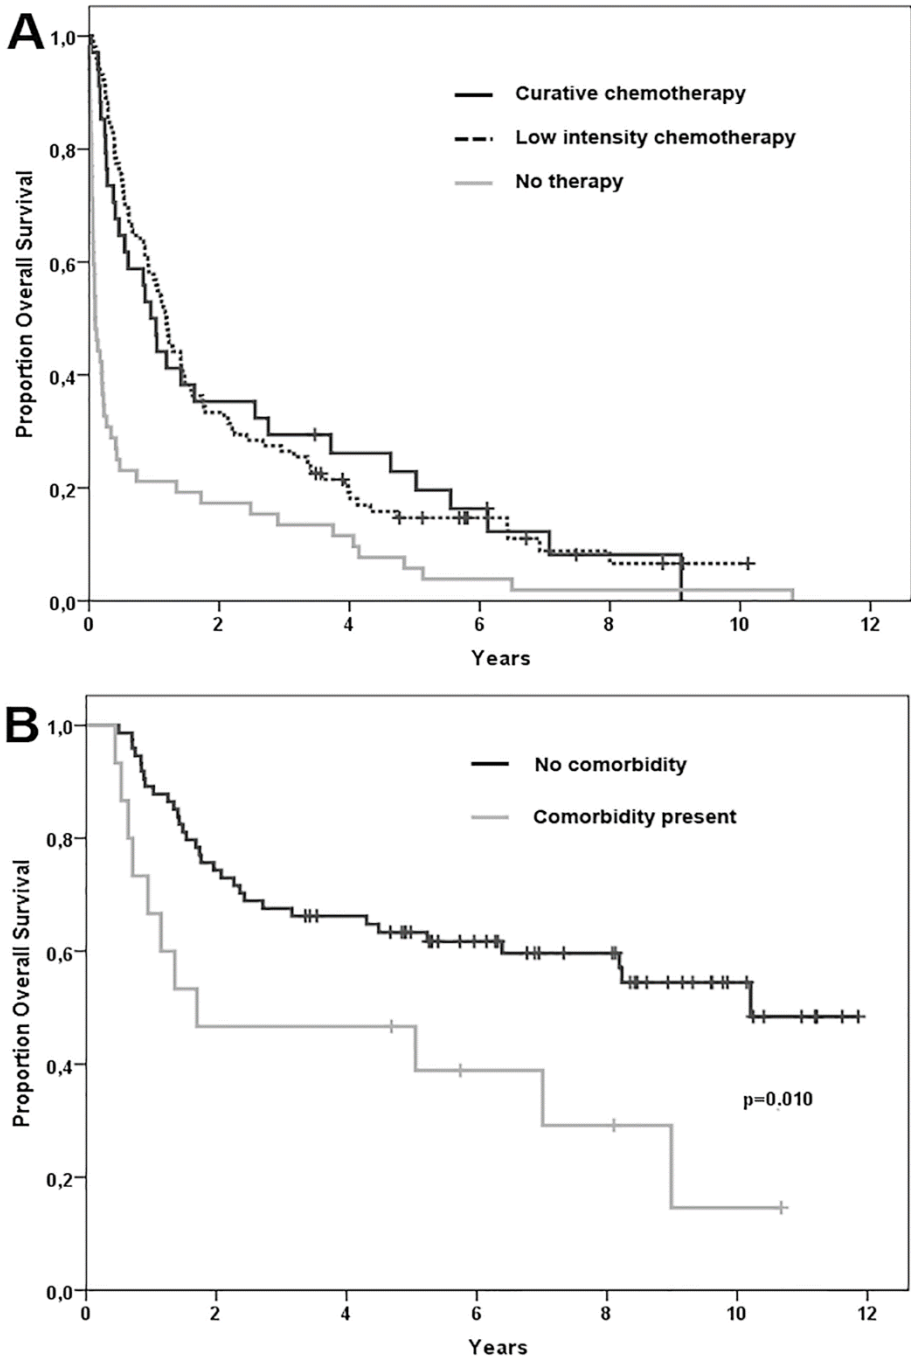 A
1,0
Curative chemotherapy
Low intensity chemotherapy
No therapy
0,8
0,6
0,4
0,2
0,0
Proportion Overall Survival
0 2 4 6 8 10 12
Years
B
1,0
No comorbidity
Comorbidity present
0,8
0,6
0,4
0,2
0,0
Proportion Overall Survival
p=0.010
0 2 4 6 8 10 12
Years